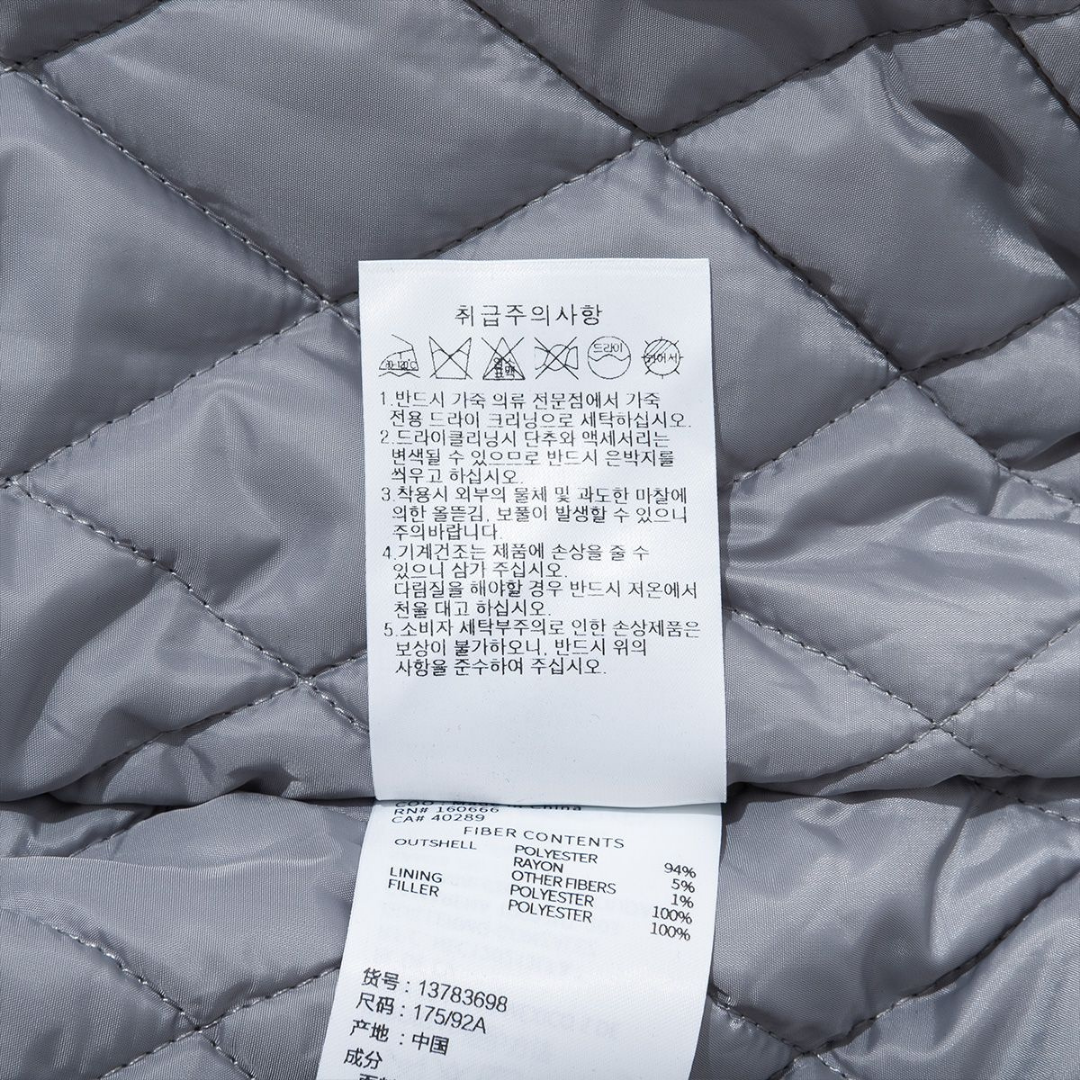 취급주의사항
드라이
1.반드시 가죽 의류 전문점에서 가죽
전용 드라이 크리닝으로 세탁하십시오.
2.드라이클리닝시 단추와 액세서리는
변색될 수 있으므로 반드시 은박지를
씌우고 하십시오.
3.착용시 외부의 물체 및 과도한 마찰에
의한 올뜯김, 보풀이 발생할 수 있으니
주의바랍니다.
4.기계건조는 제품에 손상을 줄 수
있으니 삼가 주십시오.
다림질을 해야할 경우 반드시 저온에서
천울 대고 하십시오.
5.소비자 세탁부주의로 인한 손상제품은
보상이 불가하오니, 반드시 위의
사항을 준수하여 주십시오.
RN# 160666
CA# 40289
FIBER CONTENTS
OUTSHELL POLYESTER 94%
RAYON 5%
OTHER FIBERS 1%
LINING POLYESTER 100%
FILLER POLYESTER 100%
货号：13783698
尺码：175/92A
产地：中国
成分